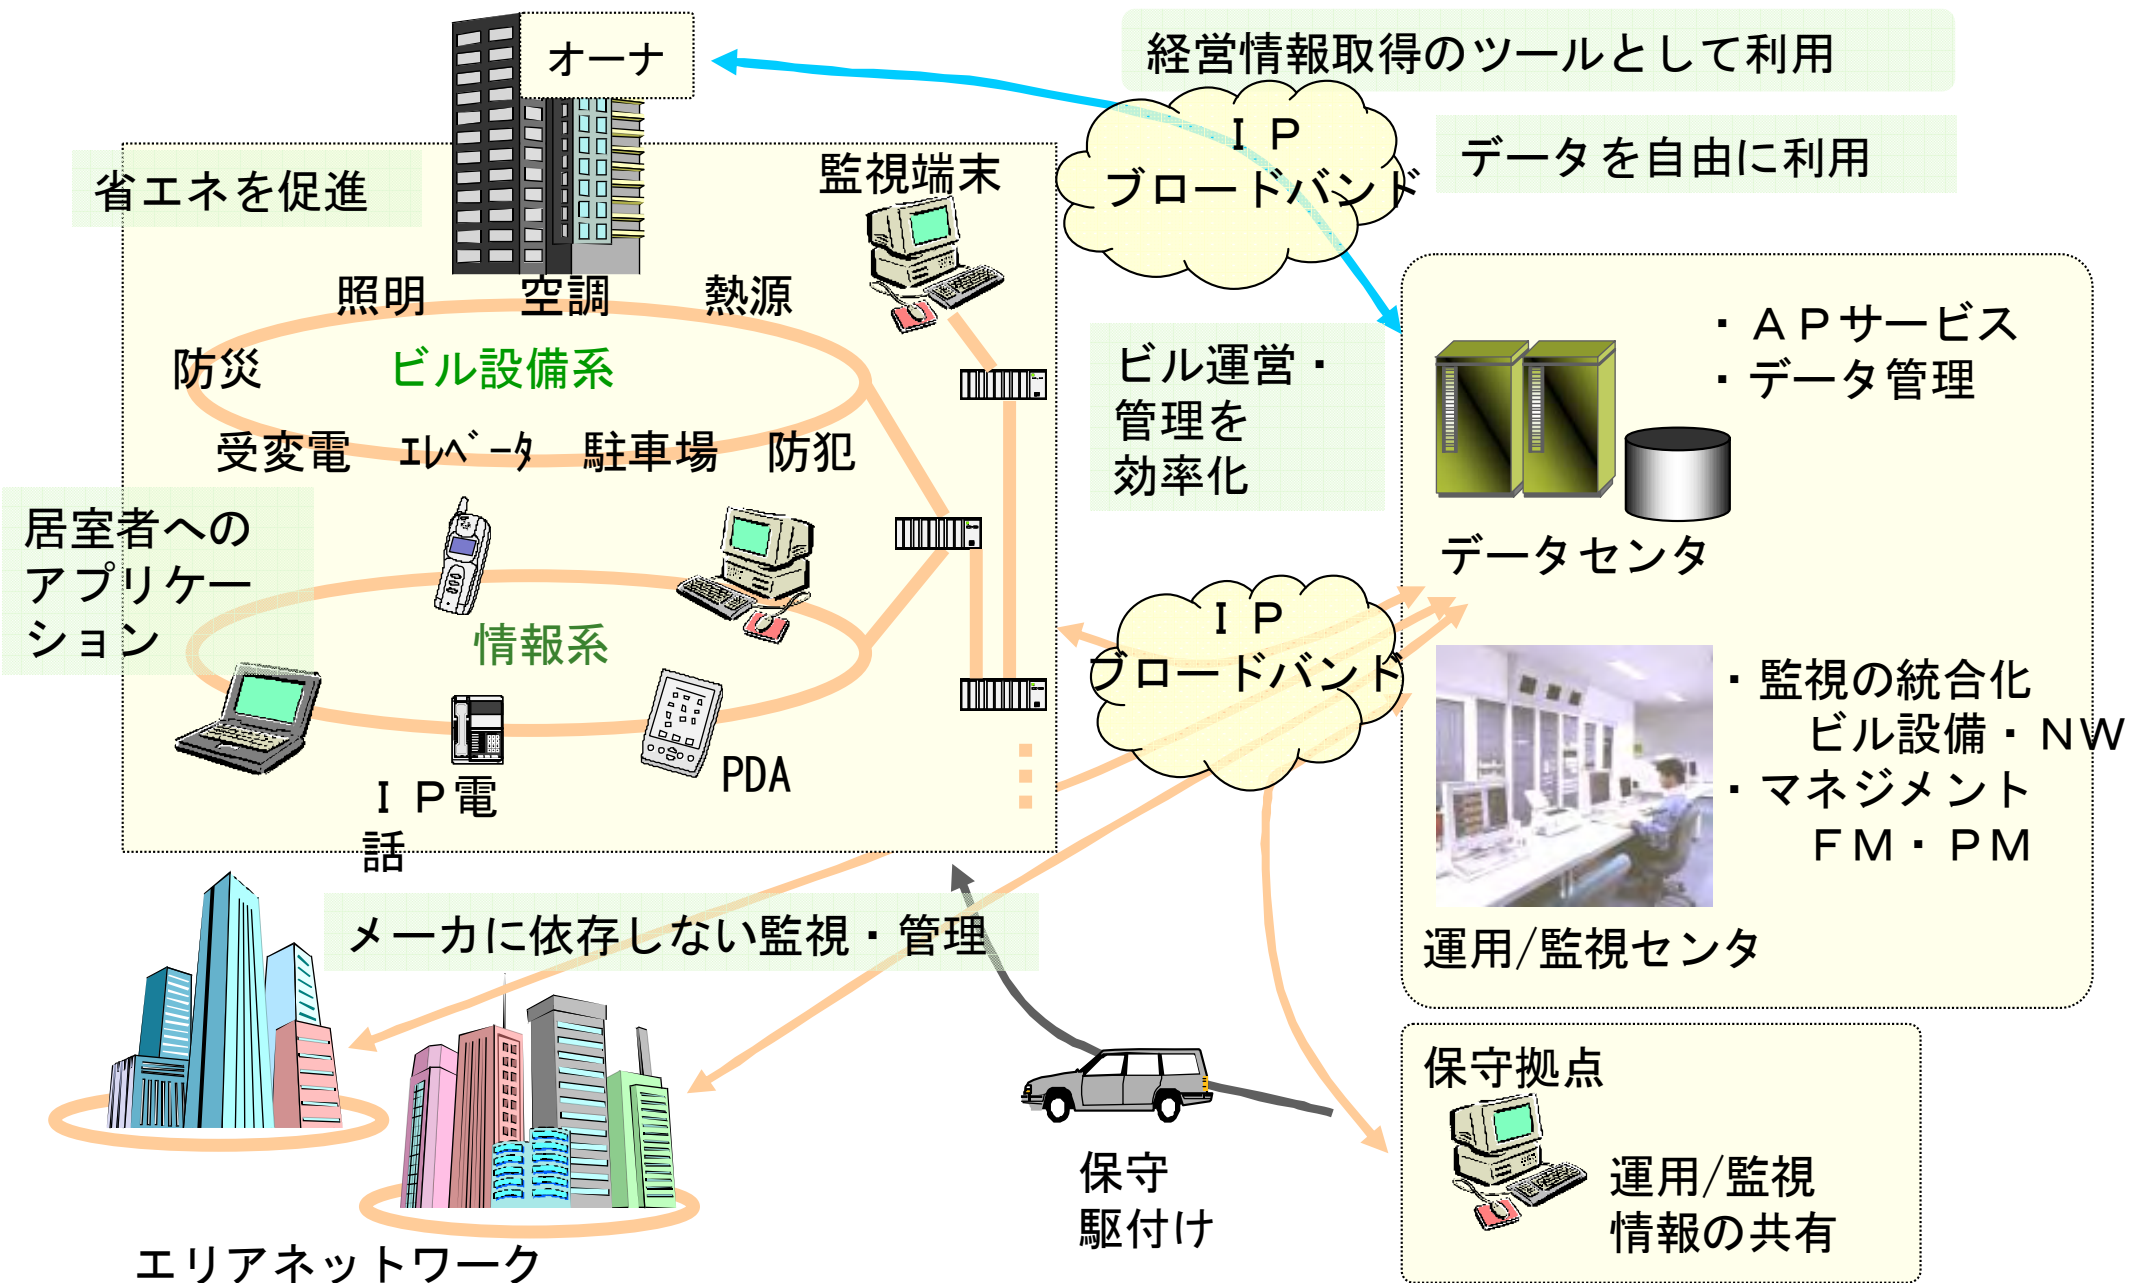 オーナ
経営情報取得のツールとして利用
ＩＰ
ブロードバンド
データを自由に利用
省エネを促進
監視端末
照明
空調
熱源
防災
ビル設備系
受変電
ｴﾚﾍﾞｰﾀ
駐車場
防犯
ビル運営・
管理を
効率化
・ＡＰサービス
・データ管理
データセンタ
居室者への
アプリケー
ション
情報系
ＩＰ電
話
PDA
ＩＰ
ブロードバンド
・監視の統合化
ビル設備・ＮＷ
・マネジメント
ＦＭ・ＰＭ
運用/監視センタ
メーカに依存しない監視・管理
エリアネットワーク
保守
駆付け
保守拠点
運用/監視
情報の共有